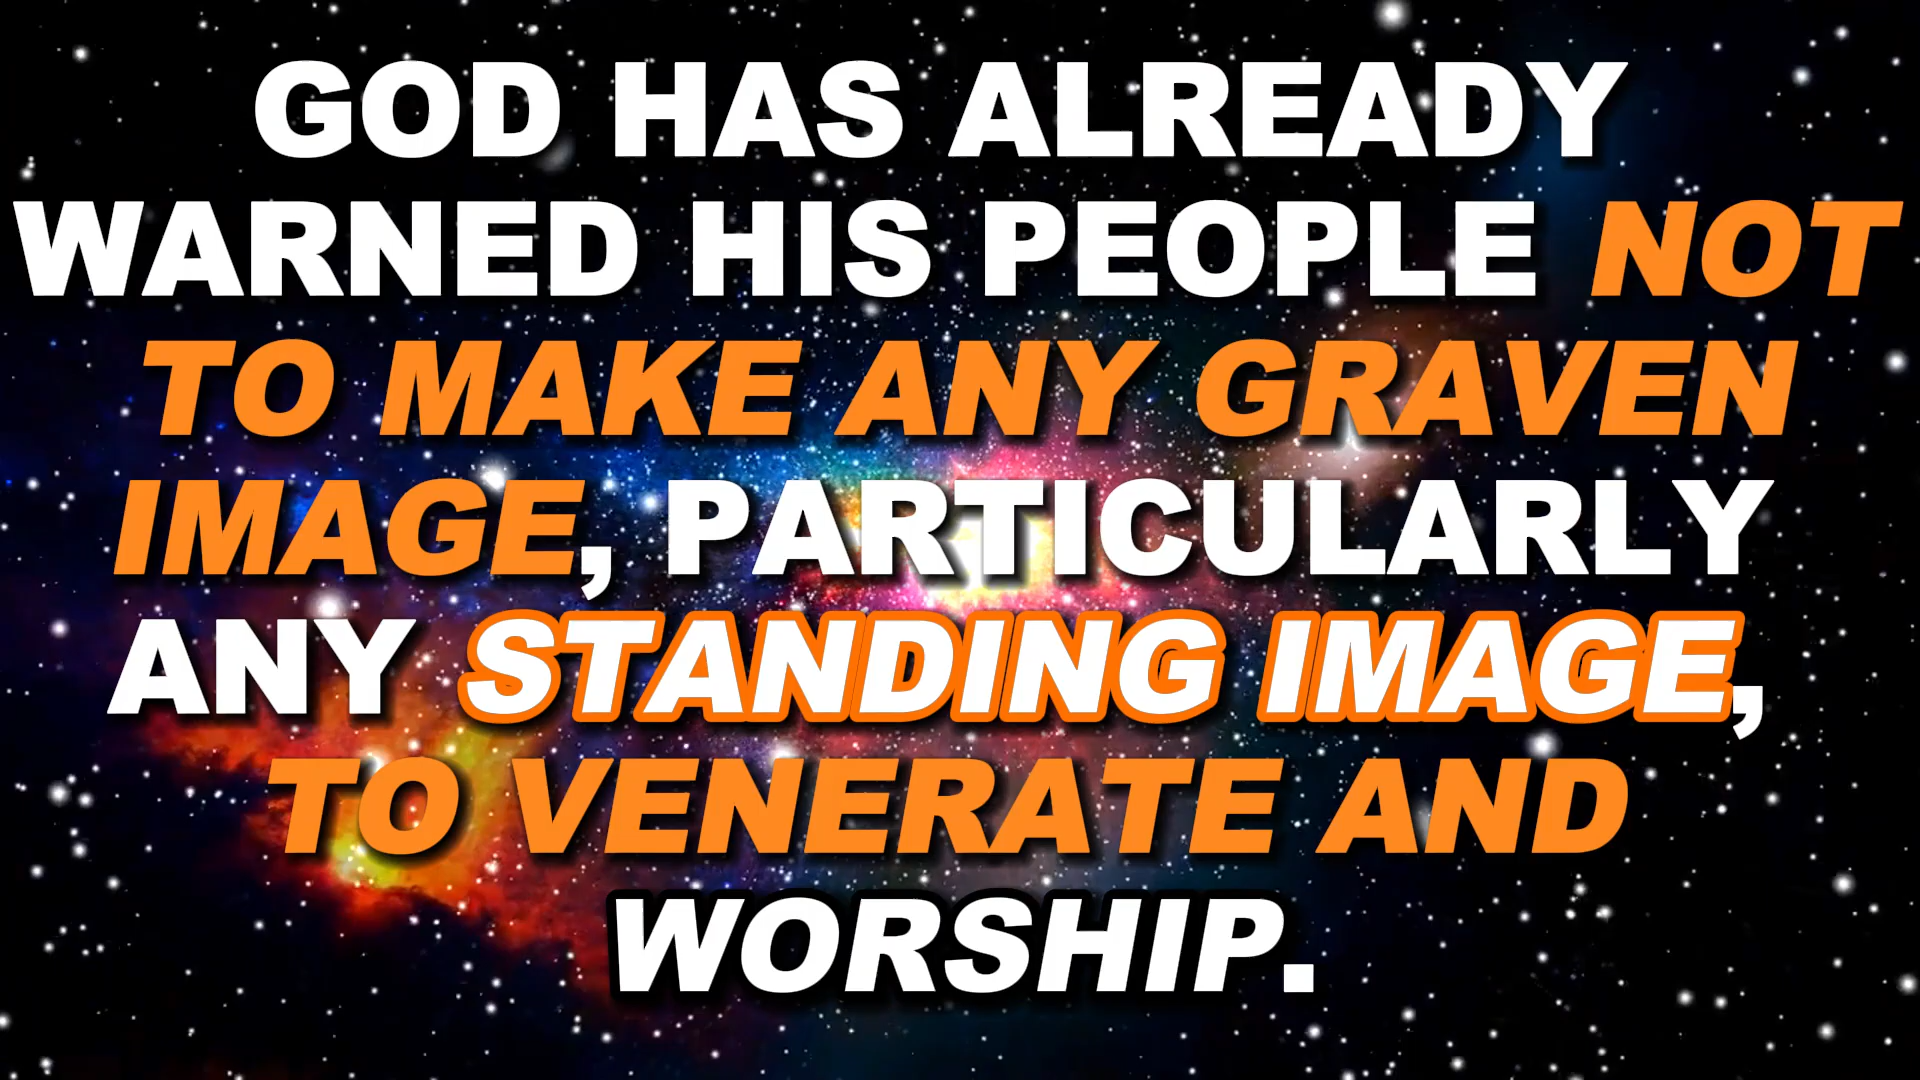 GOD HAS ALREADY
WARNED HIS PEOPLE NOT
TO MAKE ANY GRAVEN
IMAGE, PARTICULARLY
ANY STANDING IMAGE,
TO VENERATE AND
WORSHIP.